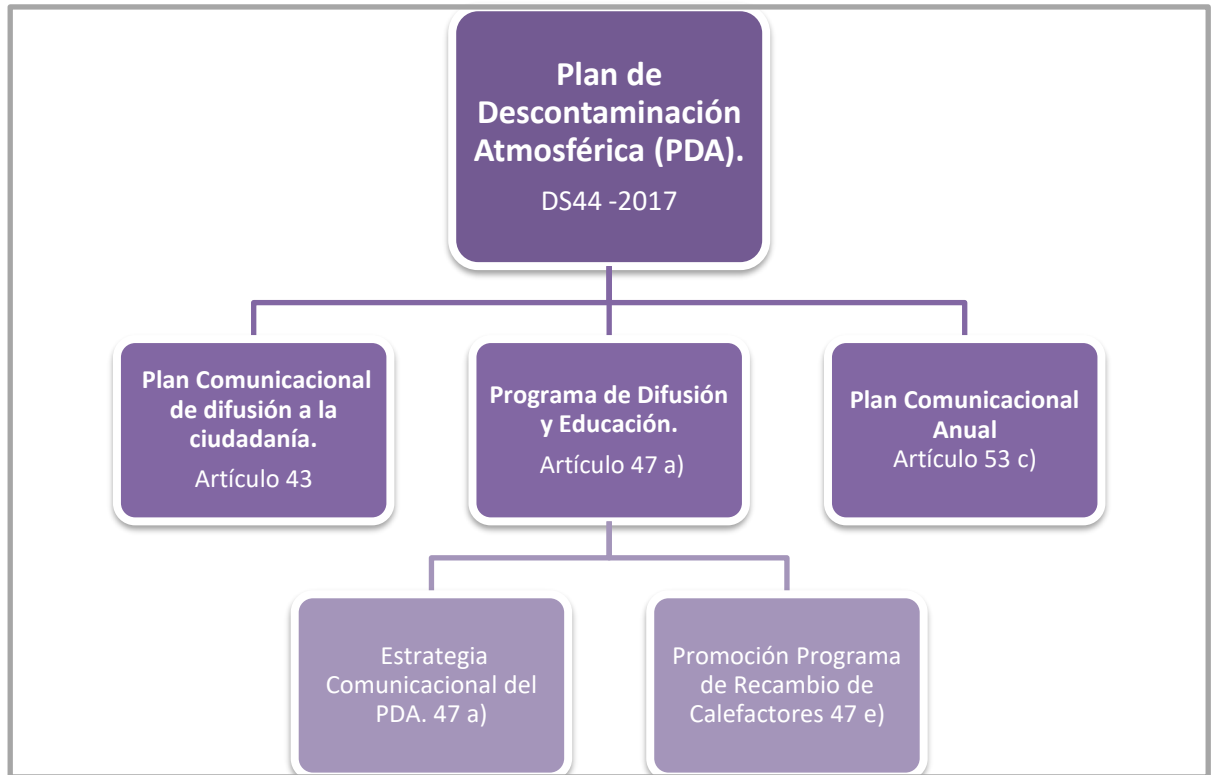 Plan de
Descontaminación
Atmosférica (PDA).
DS44 -2017
Plan Comunicacional
de difusión a la
ciudadanía.
Artículo 43
Programa de Difusión
y Educación.
Artículo 47 a)
Plan Comunicacional
Anual
Artículo 53 c)
Estrategia
Comunicacional del
PDA. 47 a)
Promoción Programa
de Recambio de
Calefactores 47 e)